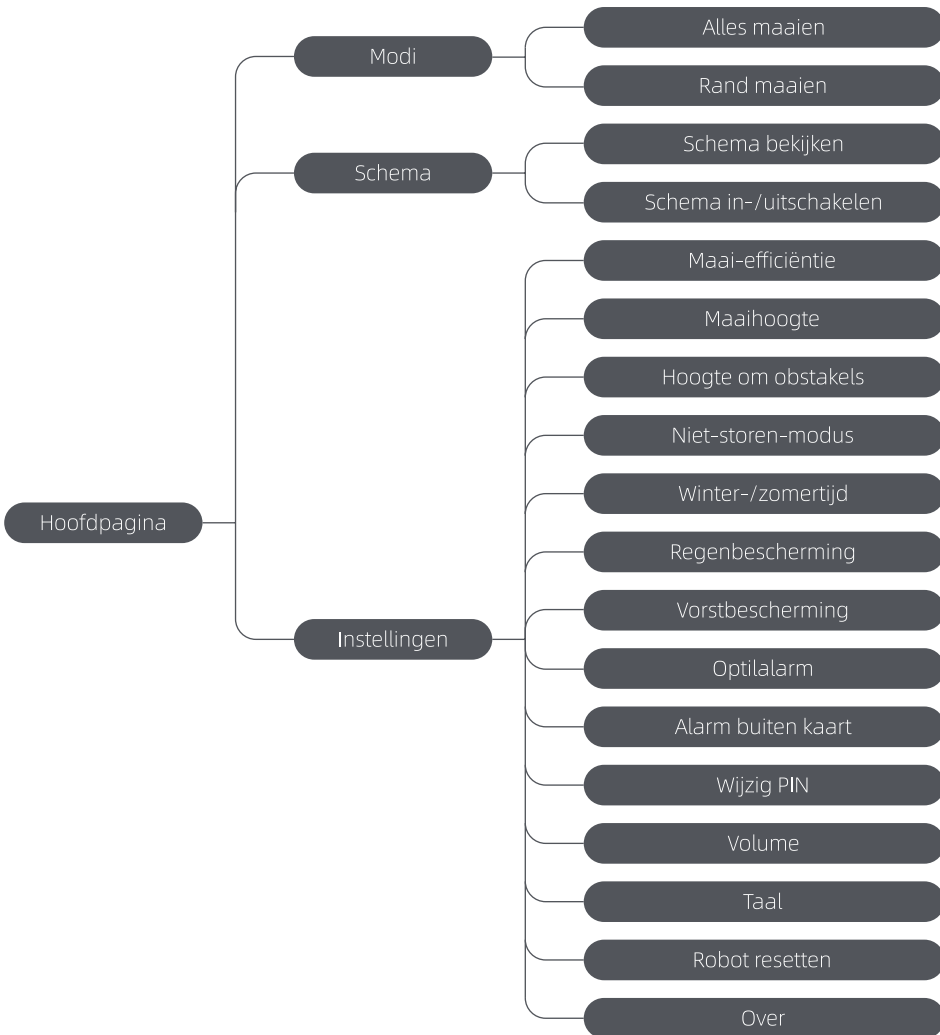 Hoofdpagina
Modi
Alles maaien
Rand maaien
Schema
Schema bekijken
Schema in-/uitschakelen
Instellingen
Maai-efficiëntie
Maaihoogte
Hoogte om obstakels
Niet-storen-modus
Winter-/zomertijd
Regenbescherming
Vorstbescherming
Optilalarm
Alarm buiten kaart
Wijzig PIN
Volume
Taal
Robot resetten
Over